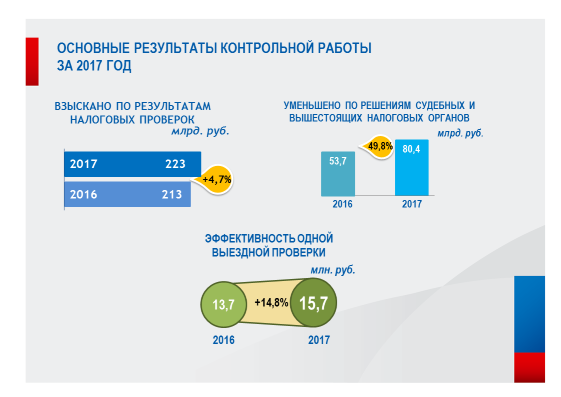 ОСНОВНЫЕ РЕЗУЛЬТАТЫ КОНТРОЛЬНОЙ РАБОТЫ
ЗА 2017 ГОД
ВЗЫСКАНО ПО РЕЗУЛЬТАТАМ
НАЛОГОВЫХ ПРОВЕРОК
млрд. руб.
2017 223
+4,7%
2016 213
УМЕНЬШЕНО ПО РЕШЕНИЯМ СУДЕБНЫХ И
ВЫШЕСТОЯЩИХ НАЛОГОВЫХ ОРГАНОВ
млрд. руб.
53,7 49,8% 80,4
2016 2017
ЭФФЕКТИВНОСТЬ ОДНОЙ
ВЫЕЗДНОЙ ПРОВЕРКИ
млн. руб.
13,7 +14,8% 15,7
2016 2017